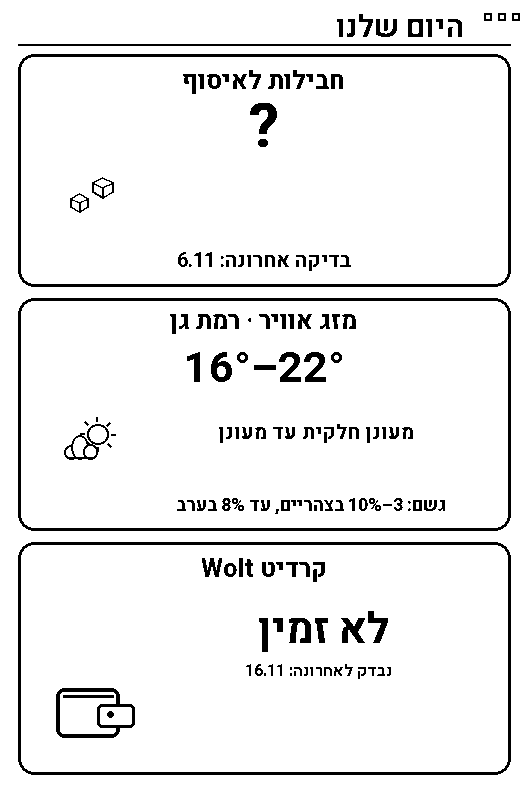 היום שלנו
חבילות לאיסוף
?
בדיקה אחרונה: 6.11
מזג אוויר · רמת גן
16°–22°
מעונן חלקית עד מעונן
גשם: 3–10% בצהריים, עד 8% בערב
קרדיט Wolt
לא זמין
נבדק לאחרונה: 16.11